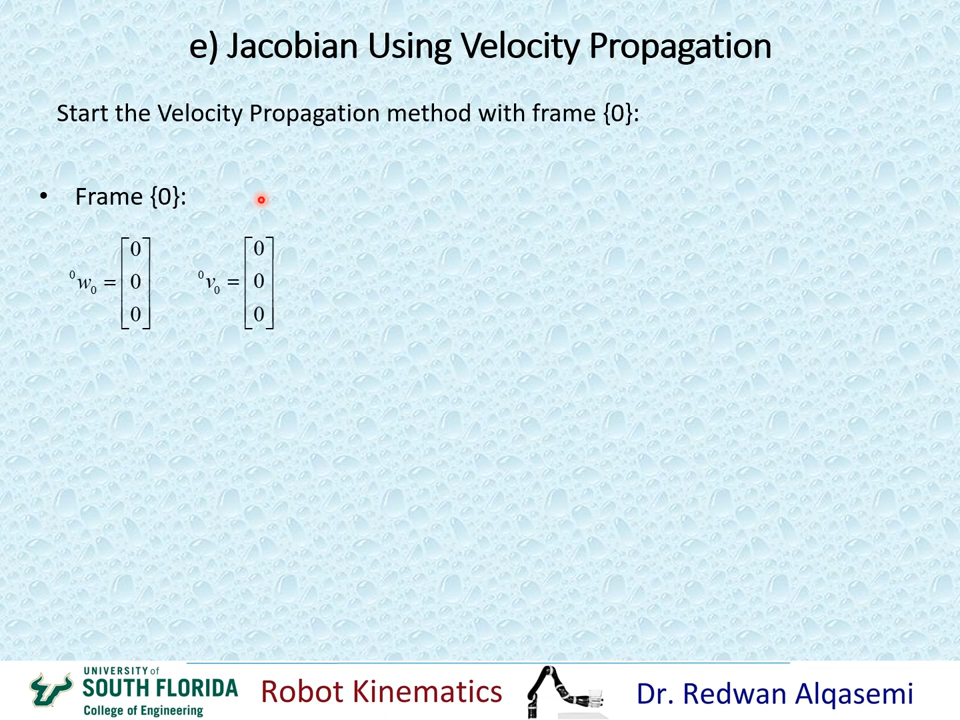 e) Jacobian Using Velocity Propagation
Start the Velocity Propagation method with frame {0}:
• Frame {0}:
⁰w₀ = [0 0 0] ⁰v₀ = [0 0 0]
UNIVERSITY of
SOUTH FLORIDA
College of Engineering
Robot Kinematics
Dr. Redwan Alqasemi